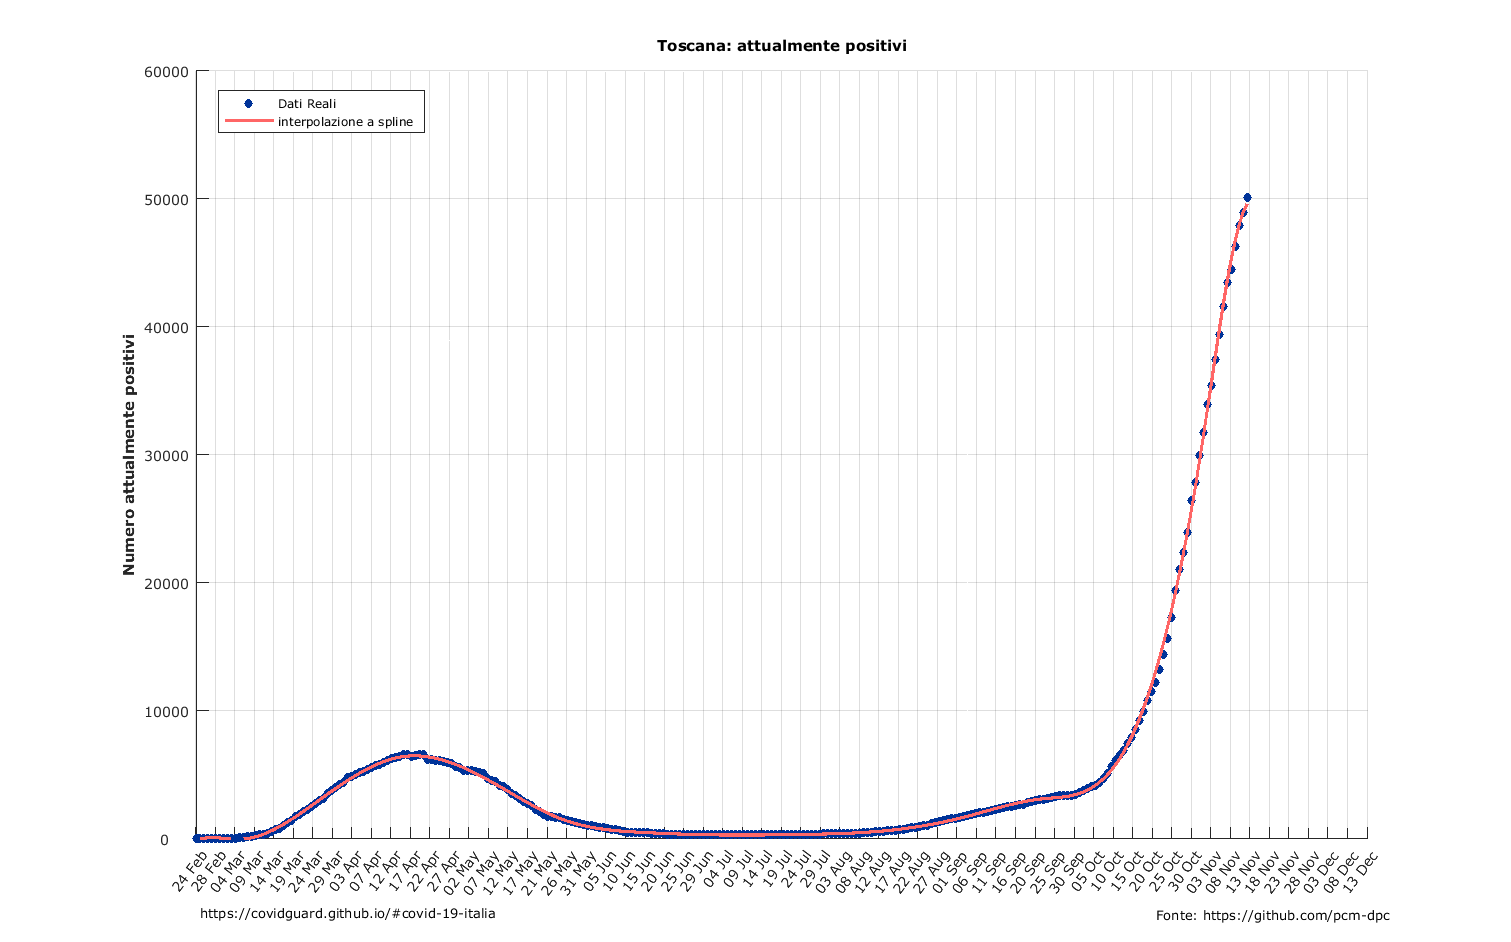 Toscana: attualmente positivi
60000
Dati Reali
interpolazione a spline
50000
40000
Numero attualmente positivi
30000
20000
10000
0
24 Feb
28 Feb
04 Mar
09 Mar
14 Mar
19 Mar
24 Mar
29 Mar
03 Apr
07 Apr
12 Apr
17 Apr
22 Apr
27 Apr
02 May
07 May
12 May
17 May
21 May
26 May
31 May
05 Jun
10 Jun
15 Jun
20 Jun
25 Jun
29 Jun
04 Jul
09 Jul
14 Jul
19 Jul
24 Jul
29 Jul
03 Aug
08 Aug
12 Aug
17 Aug
22 Aug
27 Aug
01 Sep
06 Sep
11 Sep
16 Sep
20 Sep
25 Sep
30 Sep
05 Oct
10 Oct
15 Oct
20 Oct
25 Oct
30 Oct
03 Nov
08 Nov
13 Nov
18 Nov
23 Nov
28 Nov
03 Dec
08 Dec
13 Dec
https://covidguard.github.io/#covid-19-italia
Fonte: https://github.com/pcm-dpc